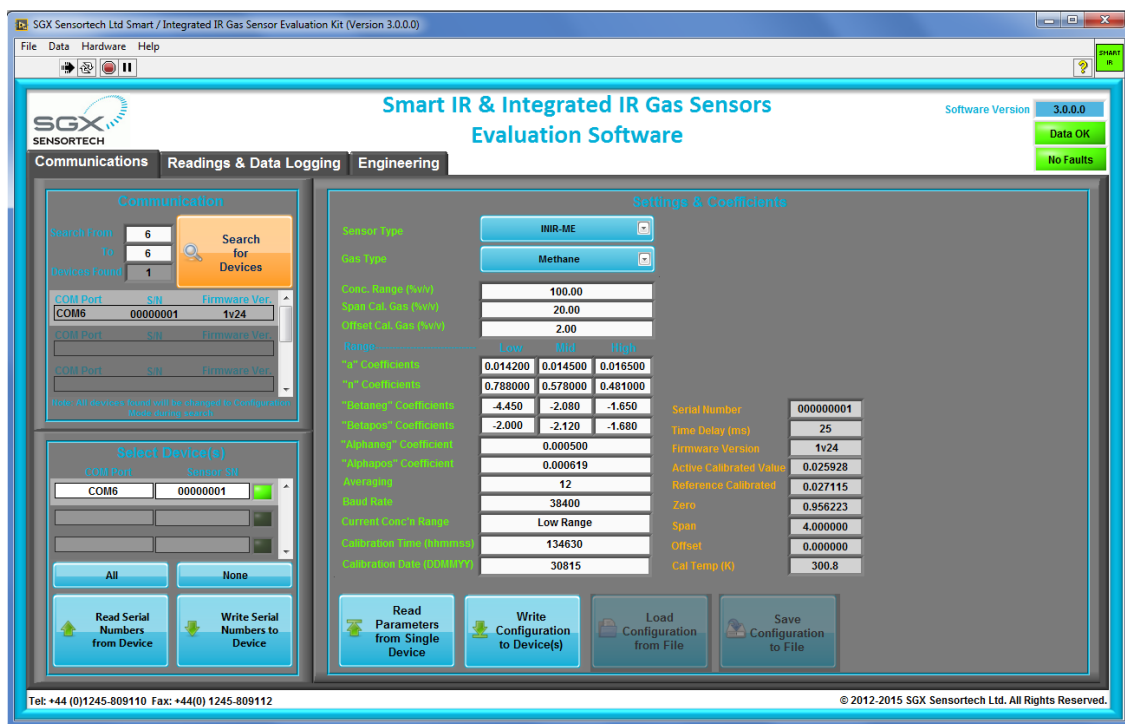 SGX Sensortech Ltd Smart / Integrated IR Gas Sensor Evaluation Kit (Version 3.0.0.0)
File Data Hardware Help
SMART
IR
SGX
SENSORTECH
Smart IR & Integrated IR Gas Sensors
Evaluation Software
Software Version 3.0.0.0
Data OK
No Faults
Communications Readings & Data Logging Engineering
Communication
Search From 6
To 6
Devices Found 1
Search
for
Devices
COM Port S/N Firmware Ver.
COM6 00000001 1v24
COM Port S/N Firmware Ver.
COM Port S/N Firmware Ver.
Note: All devices found will be changed to Configuration
Mode during search
Select Device(s)
COM Port Sensor SN
COM6 00000001
All None
Read Serial
Numbers
from Device
Write Serial
Numbers to
Device
Settings & Coefficients
Sensor Type INIR-ME
Gas Type Methane
Conc. Range (%v/v) 100.00
Span Cal. Gas (%v/v) 20.00
Offset Cal. Gas (%v/v) 2.00
Range Low Mid High
"a" Coefficients 0.014200 0.014500 0.016500
"n" Coefficients 0.788000 0.578000 0.481000
"Betaneg" Coefficients -4.450 -2.080 -1.650
"Betapos" Coefficients -2.000 -2.120 -1.680
"Alphaneg" Coefficient 0.000500
"Alphapos" Coefficient 0.000619
Averaging 12
Baud Rate 38400
Current Conc'n Range Low Range
Calibration Time (hhmmss) 134630
Calibration Date (DDMMYY) 30815
Serial Number 000000001
Time Delay (ms) 25
Firmware Version 1v24
Active Calibrated Value 0.025928
Reference Calibrated 0.027115
Zero 0.956223
Span 4.000000
Offset 0.000000
Cal Temp (K) 300.8
Read
Parameters
from Single
Device
Write
Configuration
to Device(s)
Load
Configuration
from File
Save
Configuration
to File
Tel: +44 (0)1245-809110 Fax: +44(0) 1245-809112
© 2012-2015 SGX Sensortech Ltd. All Rights Reserved.